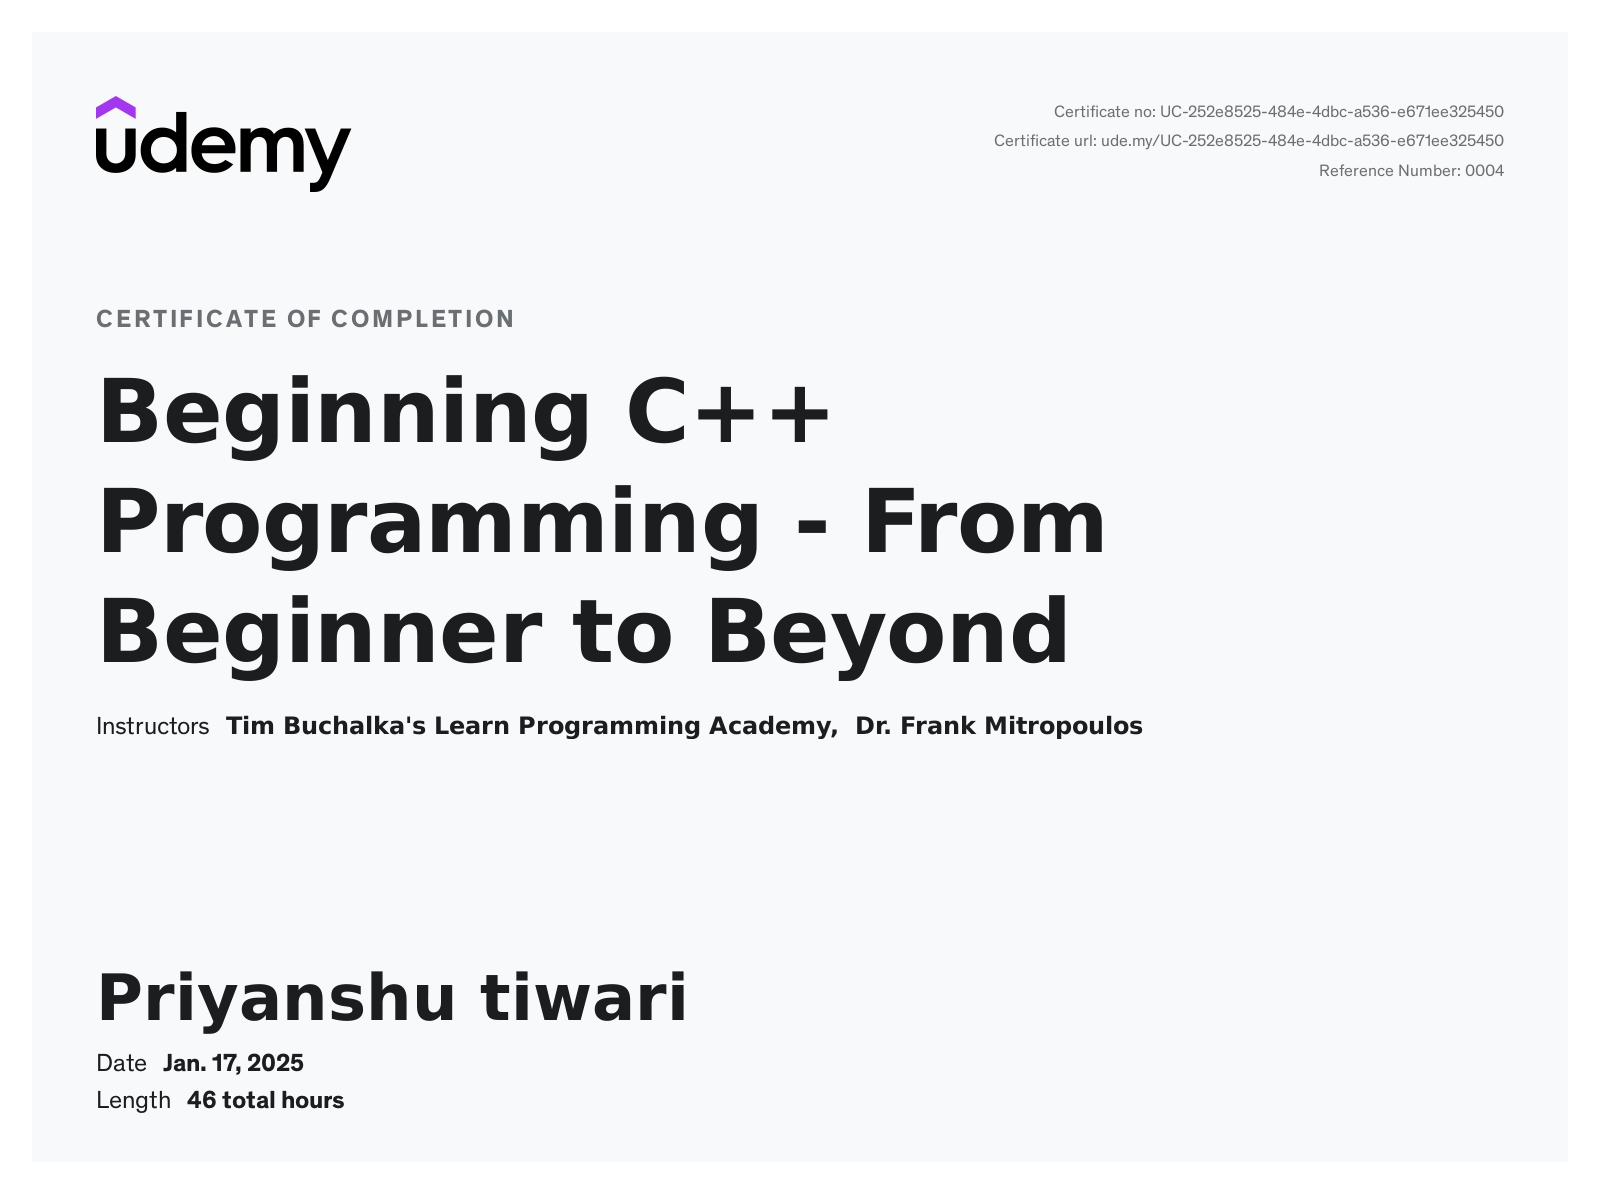 udemy
Certificate no: UC-252e8525-484e-4dbc-a536-e671ee325450
Certificate url: ude.my/UC-252e8525-484e-4dbc-a536-e671ee325450
Reference Number: 0004
CERTIFICATE OF COMPLETION
Beginning C++
Programming - From
Beginner to Beyond
Instructors Tim Buchalka's Learn Programming Academy, Dr. Frank Mitropoulos
Priyanshu tiwari
Date Jan. 17, 2025
Length 46 total hours